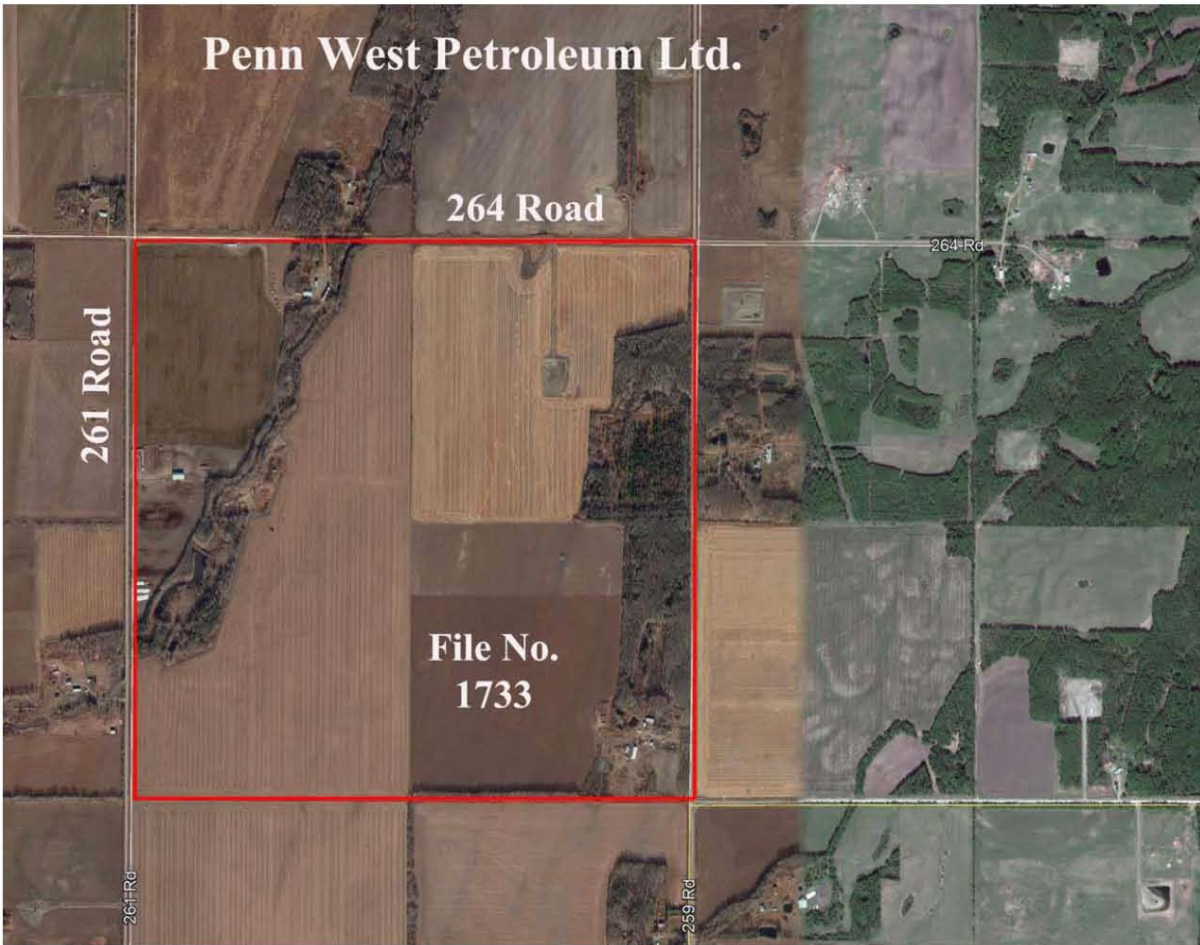 Penn West Petroleum Ltd.
264 Road
264 Rd
261 Road
File No.
1733
261 Rd
259 Rd